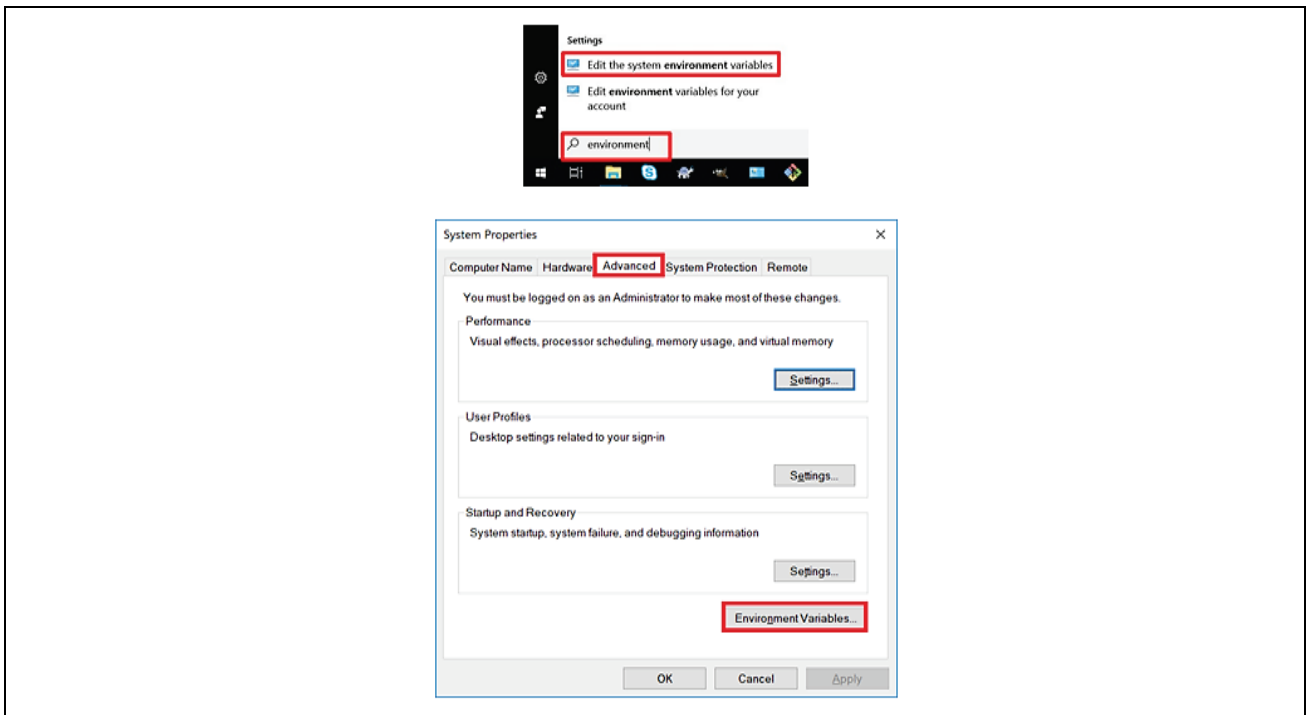 Settings
Edit the system environment variables
Edit environment variables for your
account
environment
System Properties
Computer Name Hardware Advanced System Protection Remote
You must be logged on as an Administrator to make most of these changes.
Performance
Visual effects, processor scheduling, memory usage, and virtual memory
Settings...
User Profiles
Desktop settings related to your sign-in
Settings...
Startup and Recovery
System startup, system failure, and debugging information
Settings...
Environment Variables...
OK Cancel Apply